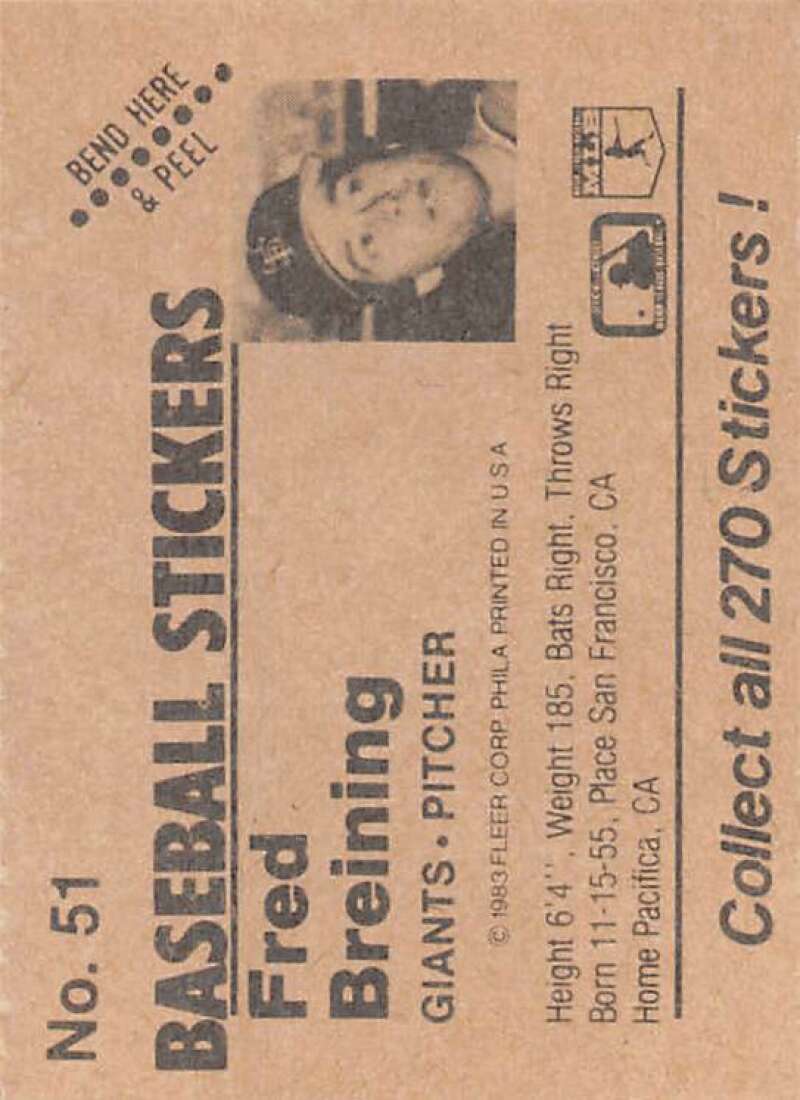 No. 51
BEND HERE
& PEEL
BASEBALL STICKERS
Fred
Breining
GIANTS • PITCHER
© 1983 FLEER CORP. PHILA PRINTED IN U S A
Height 6'4'', Weight 185, Bats Right, Throws Right
Born 11-15-55, Place San Francisco, CA
Home Pacifica, CA
Collect all 270 Stickers!